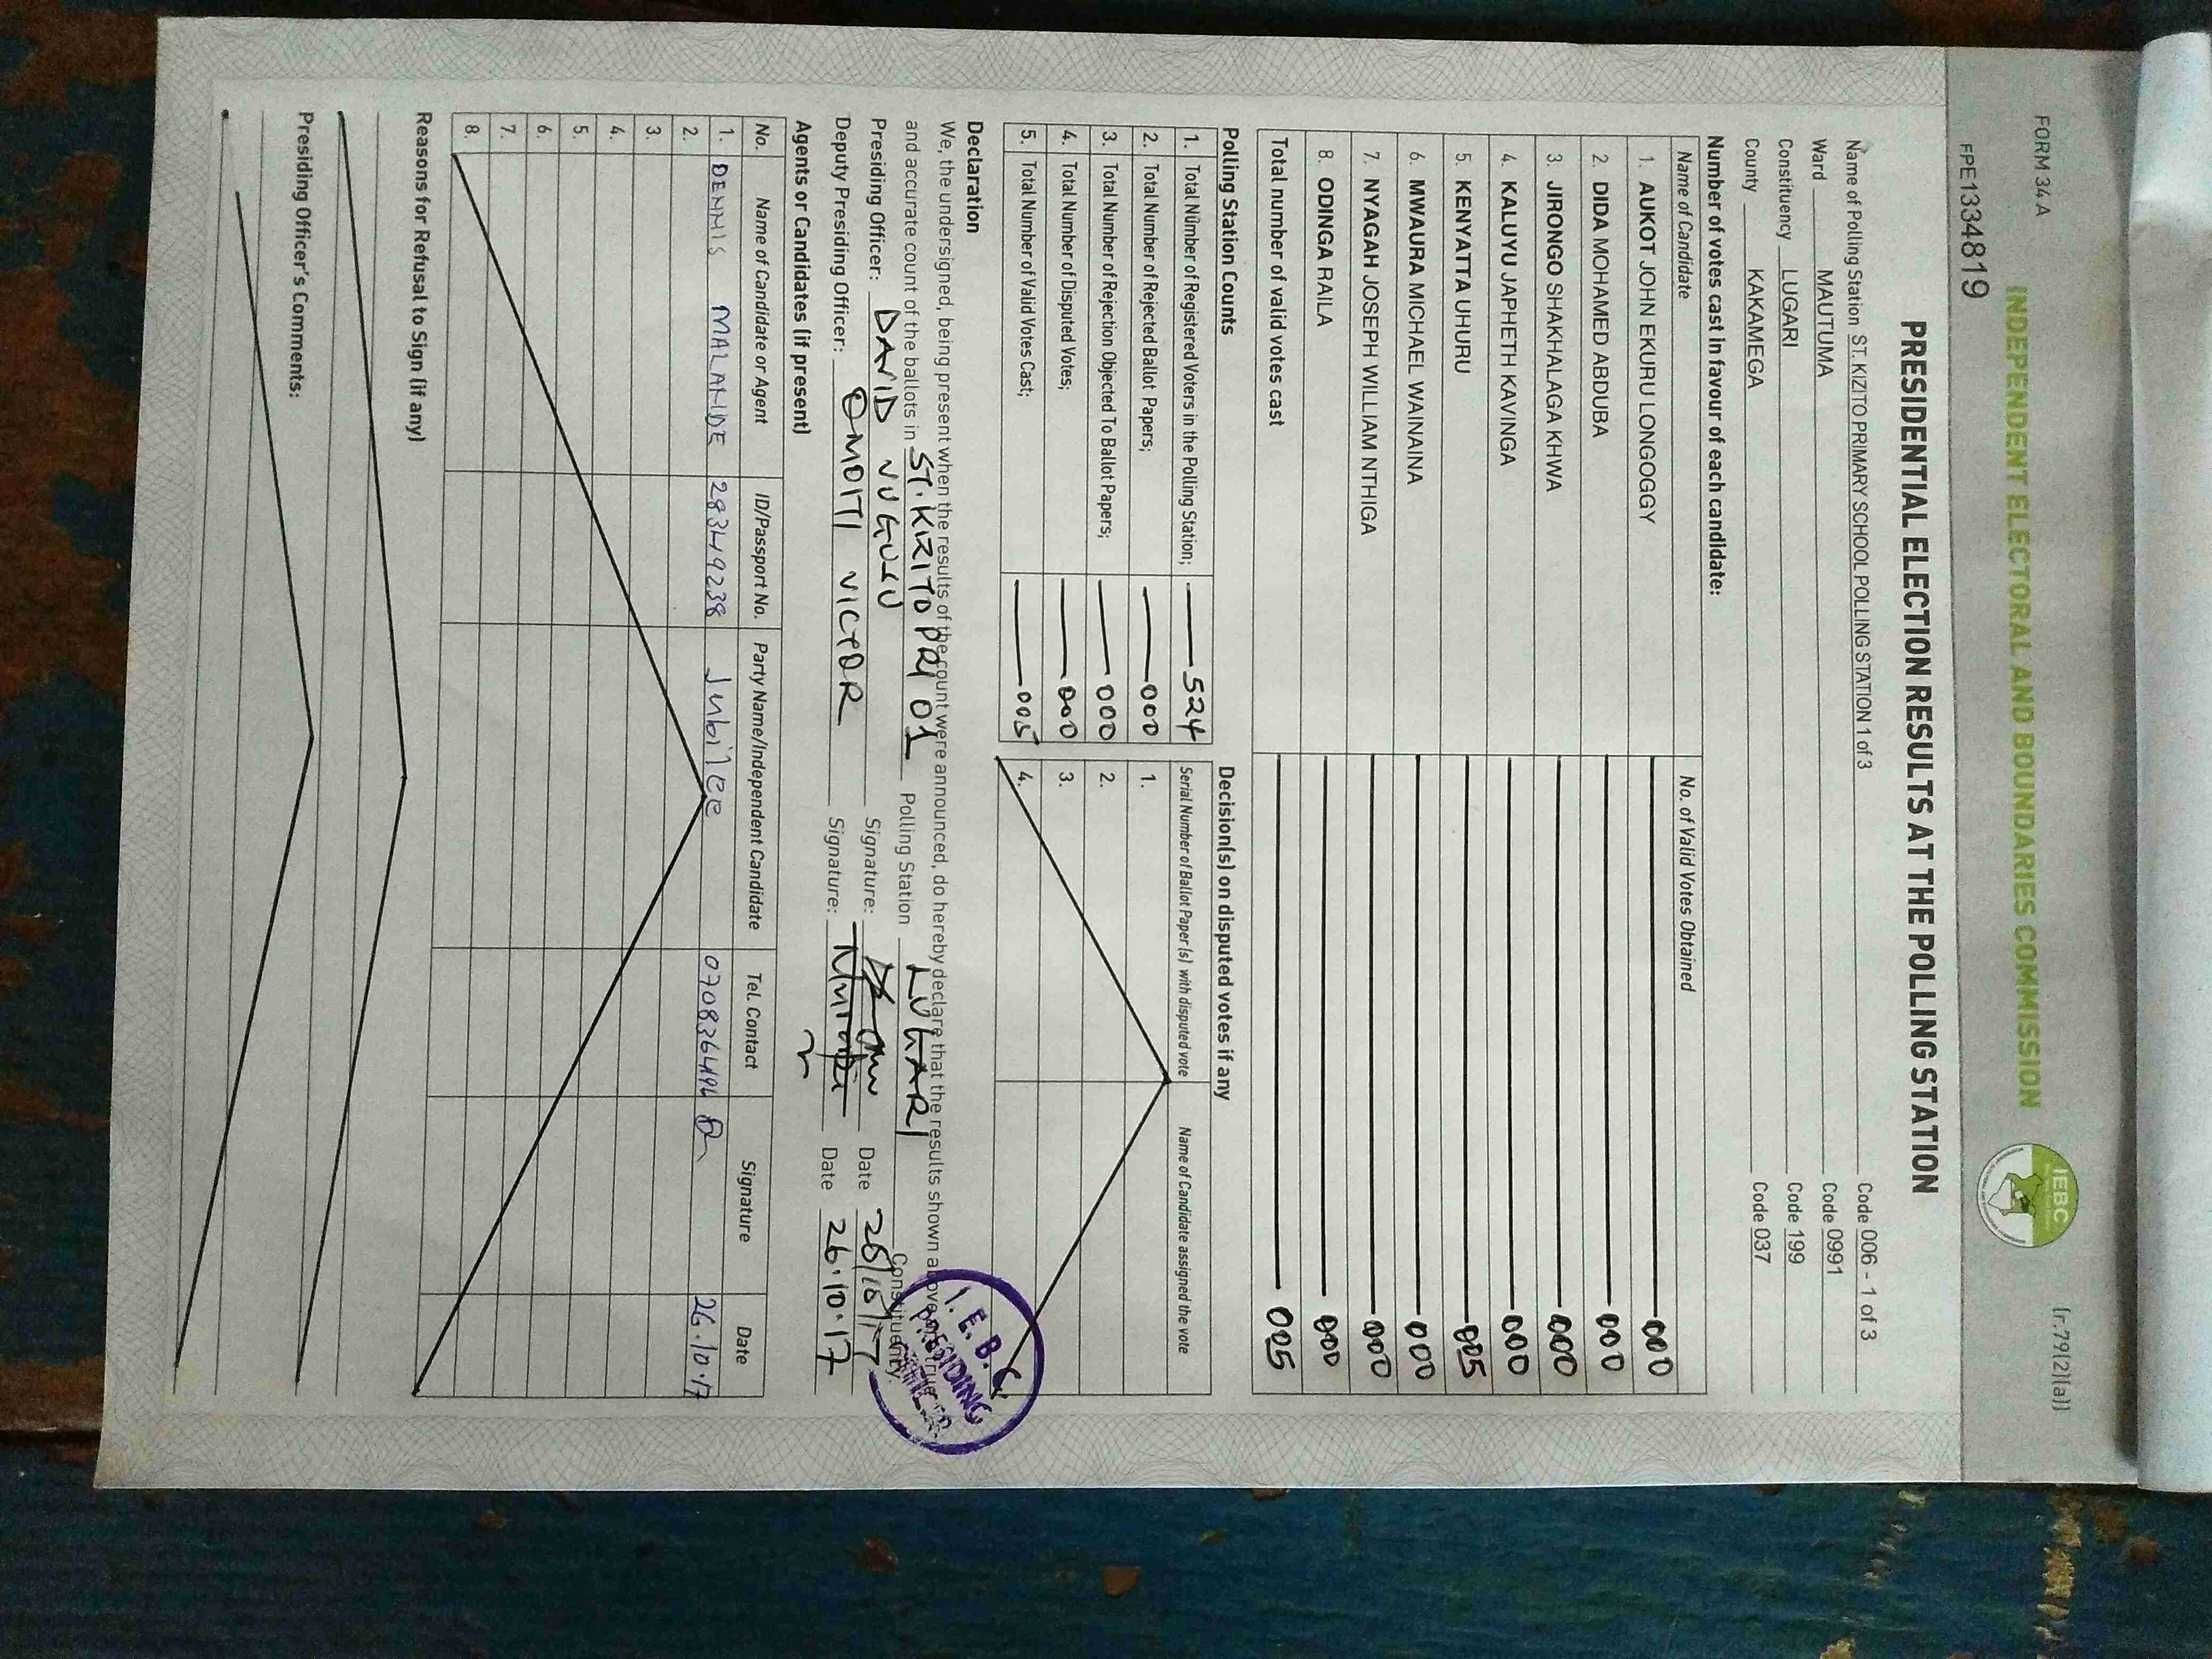 FORM 34 A
(r.79(2)(a))
INDEPENDENT ELECTORAL AND BOUNDARIES COMMISSION
IEBC
FPE1334819
PRESIDENTIAL ELECTION RESULTS AT THE POLLING STATION
Name of Polling Station ST. KIZITO PRIMARY SCHOOL POLLING STATION 1 of 3 Code 006 - 1 of 3
Ward MAUTUMA Code 0991
Constituency LUGARI Code 199
County KAKAMEGA Code 037
Number of votes cast in favour of each candidate:
Name of Candidate No. of Valid Votes Obtained
1. AUKOT JOHN EKURU LONGOGGY 000
2. DIDA MOHAMED ABDUBA 000
3. JIRONGO SHAKHALAGA KHWA 000
4. KALUYU JAPHETH KAVINGA 000
5. KENYATTA UHURU 005
6. MWAURA MICHAEL WAINAINA 000
7. NYAGAH JOSEPH WILLIAM NTHIGA 000
8. ODINGA RAILA 000
Total number of valid votes cast 005
Polling Station Counts
1. Total Number of Registered Voters in the Polling Station; 524
2. Total Number of Rejected Ballot Papers; 000
3. Total Number of Rejection Objected To Ballot Papers; 000
4. Total Number of Disputed Votes; 000
5. Total Number of Valid Votes Cast; 005
Decision(s) on disputed votes if any
Serial Number of Ballot Paper (s) with disputed vote Name of Candidate assigned the vote
1.
2.
3.
4.
Declaration
We, the undersigned, being present when the results of the count were announced, do hereby declare that the results shown above are true
and accurate count of the ballots in ST. KIZITO PRI 01 Polling Station LUGARI Constituency.
Presiding Officer: DAVID Signature: Date 26/10/17
Deputy Presiding Officer: OMOITI VICTOR Signature: Date 26.10.17
I.E.B.C.
PRESIDING
OFFICER
Agents or Candidates (if present)
No. Name of Candidate or Agent ID/Passport No. Party Name/Independent Candidate Tel. Contact Signature Date
1. DENNIS MALANDE 28349238 Jubilee 0708364496 26.10.17
2.
3.
4.
5.
6.
7.
8.
Reasons for Refusal to Sign (if any)
Presiding Officer's Comments: